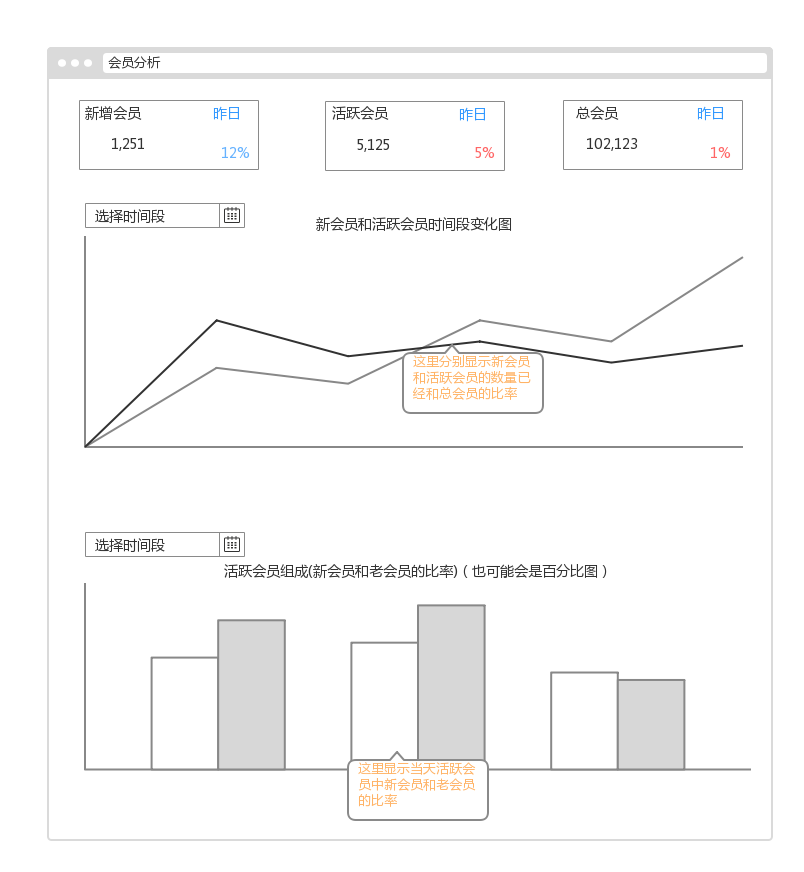 会员分析
新增会员 昨日
1,251
12%
活跃会员 昨日
5,125
5%
总会员 昨日
102,123
1%
选择时间段
新会员和活跃会员时间段变化图
这里分别显示新会员
和活跃会员的数量已
经和总会员的比率
选择时间段
活跃会员组成(新会员和老会员的比率)（也可能会是百分比图）
这里显示当天活跃会
员中新会员和老会员
的比率